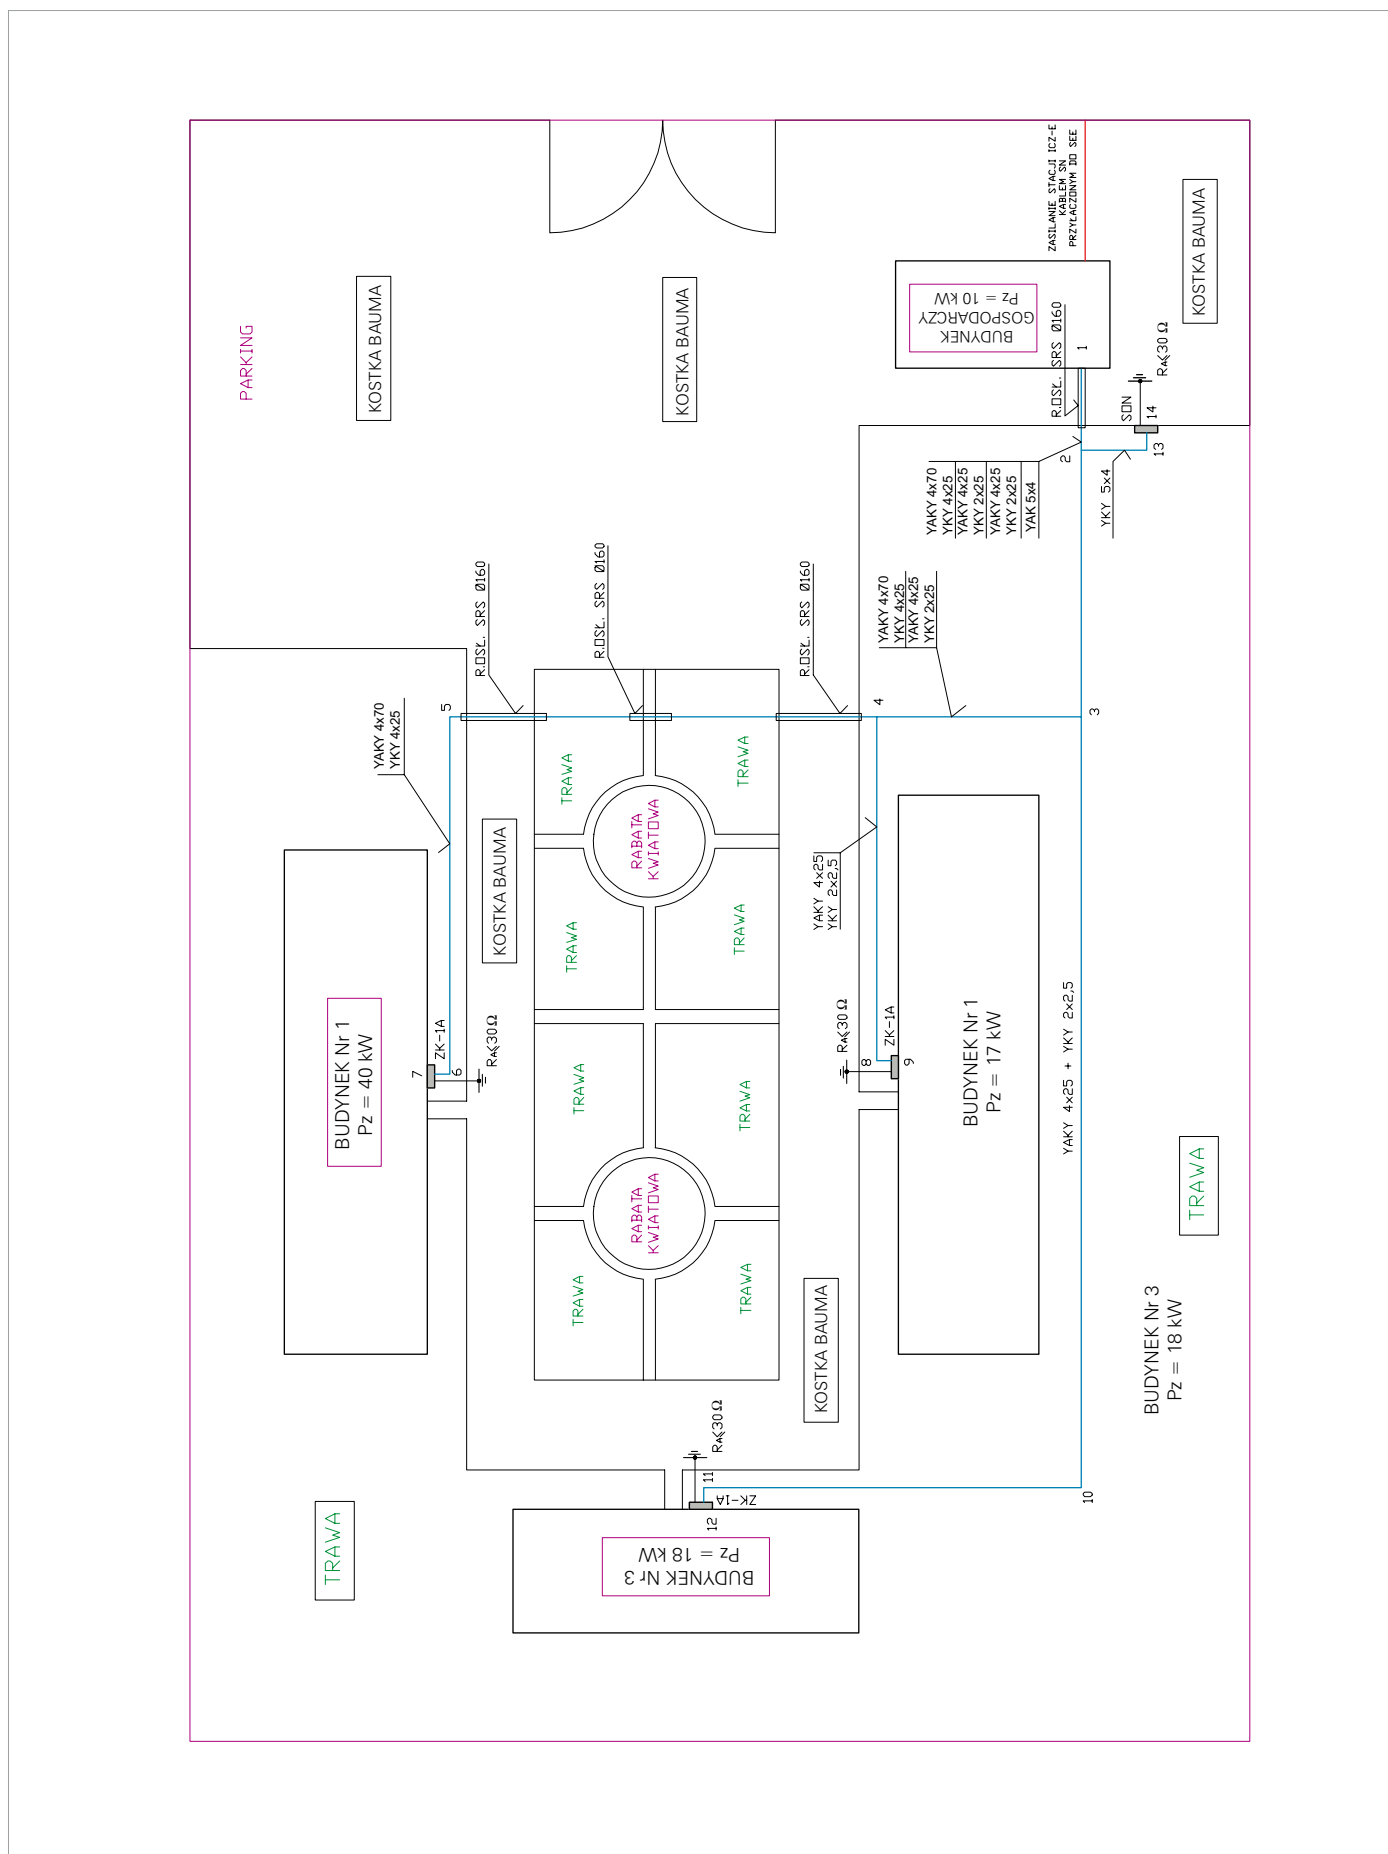 PARKING
KOSTKA BAUMA
KOSTKA BAUMA
ZASILANIE STACJI ICZ-E
KABLEM SN
PRZYŁACZONYM DO SEE
KOSTKA BAUMA
BUDYNEK
GOSPODARCZY
Pz = 10 kW
R.OSŁ. SRS Ø160
1
RA≤30 Ω
SON
14
13
2
YAKY 4x70
YKY 4x25
YAKY 4x25
YKY 2x25
YAKY 4x25
YKY 2x25
YAK 5x4
YKY 5x4
R.OSŁ. SRS Ø160
R.OSŁ. SRS Ø160
R.OSŁ. SRS Ø160
YAKY 4x70
YKY 4x25
YAKY 4x25
YKY 2x25
YAKY 4x70
YKY 4x25
5
4
3
TRAWA
TRAWA
RABATA
KWIATOWA
KOSTKA BAUMA
YAKY 4x25
YKY 2x2,5
TRAWA
TRAWA
BUDYNEK Nr 1
Pz = 40 kW
ZK-1A
7
6
RA≤30 Ω
RA≤30 Ω
8
ZK-1A
9
BUDYNEK Nr 1
Pz = 17 kW
YAKY 4x25 + YKY 2x2,5
TRAWA
TRAWA
RABATA
KWIATOWA
TRAWA
TRAWA
TRAWA
KOSTKA BAUMA
BUDYNEK Nr 3
Pz = 18 kW
RA≤30 Ω
11
ZK-1A
12
10
TRAWA
BUDYNEK Nr 3
Pz = 18 kW